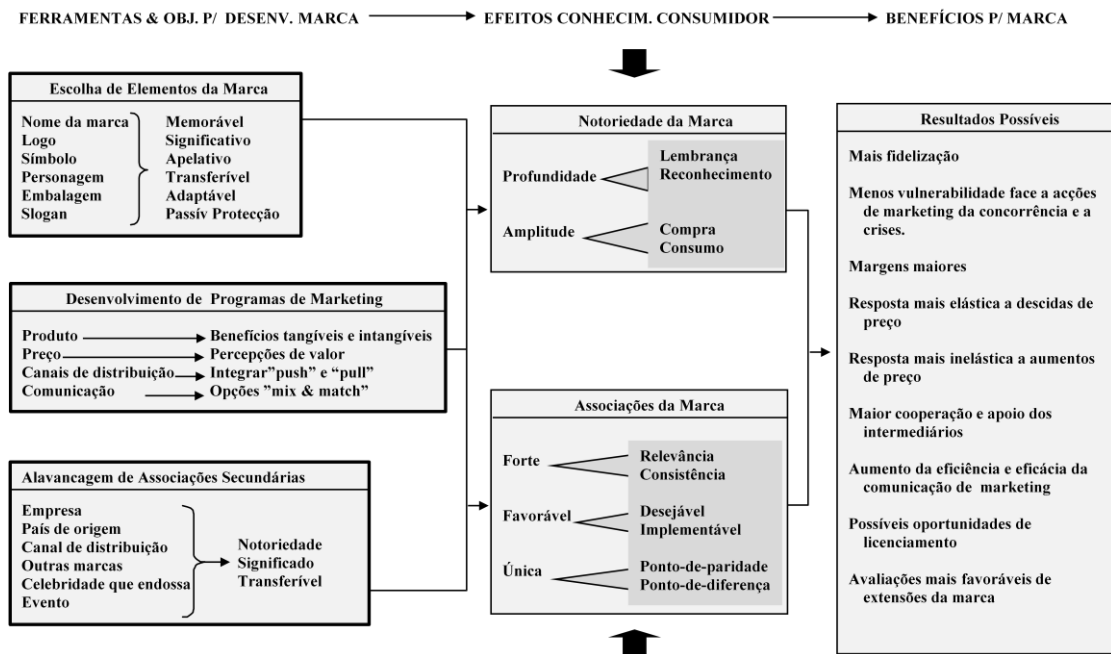 FERRAMENTAS & OBJ. P/ DESENV. MARCA
EFEITOS CONHECIM. CONSUMIDOR
BENEFÍCIOS P/ MARCA
Escolha de Elementos da Marca
Nome da marca
Logo
Símbolo
Personagem
Embalagem
Slogan
Memorável
Significativo
Apelativo
Transferível
Adaptável
Passív Protecção
Desenvolvimento de Programas de Marketing
Produto Benefícios tangíveis e intangíveis
Preço Percepções de valor
Canais de distribuição Integrar"push" e “pull”
Comunicação Opções ”mix & match”
Alavancagem de Associações Secundárias
Empresa
País de origem
Canal de distribuição
Outras marcas
Celebridade que endossa
Evento
Notoriedade
Significado
Transferível
Notoriedade da Marca
Profundidade
Lembrança
Reconhecimento
Amplitude
Compra
Consumo
Associações da Marca
Forte
Relevância
Consistência
Favorável
Desejável
Implementável
Única
Ponto-de-paridade
Ponto-de-diferença
Resultados Possíveis
Mais fidelização
Menos vulnerabilidade face a acções
de marketing da concorrência e a
crises.
Margens maiores
Resposta mais elástica a descidas de
preço
Resposta mais inelástica a aumentos
de preço
Maior cooperação e apoio dos
intermediários
Aumento da eficiência e eficácia da
comunicação de marketing
Possíveis oportunidades de
licenciamento
Avaliações mais favoráveis de
extensões da marca